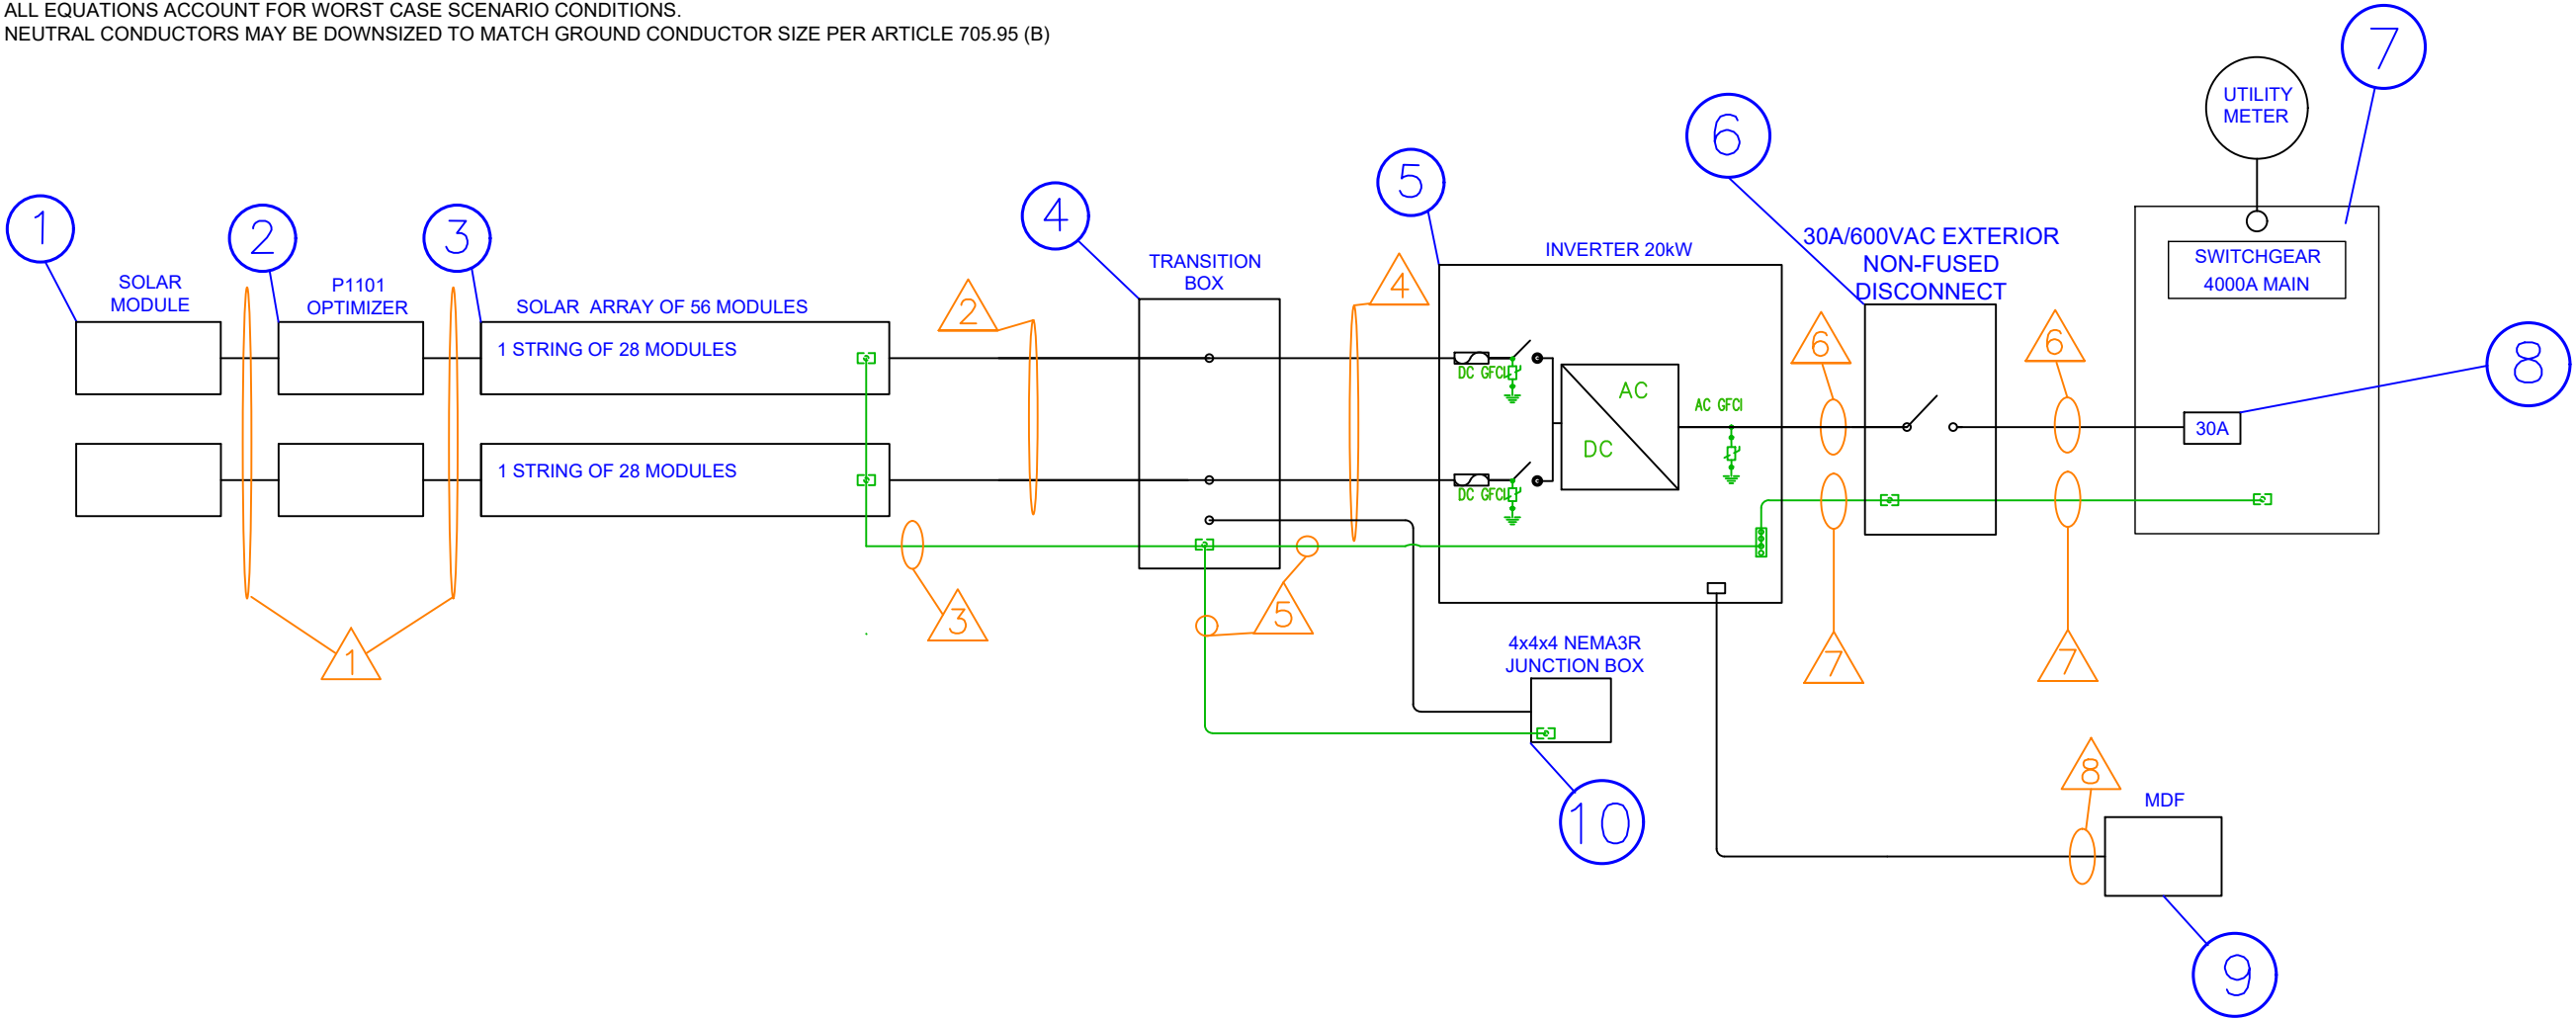 ALL EQUATIONS ACCOUNT FOR WORST CASE SCENARIO CONDITIONS.
NEUTRAL CONDUCTORS MAY BE DOWNSIZED TO MATCH GROUND CONDUCTOR SIZE PER ARTICLE 705.95 (B)
1
SOLAR
MODULE
2
P1101
OPTIMIZER
3
SOLAR ARRAY OF 56 MODULES
1 STRING OF 28 MODULES
1 STRING OF 28 MODULES
1
2
3
4
TRANSITION
BOX
4
5
5
INVERTER 20kW
DC GFCI
DC GFCI
AC
DC
AC GFCI
6
30A/600VAC EXTERIOR
NON-FUSED
DISCONNECT
6
6
7
7
UTILITY
METER
7
SWITCHGEAR
4000A MAIN
30A
8
4x4x4 NEMA3R
JUNCTION BOX
10
8
MDF
9